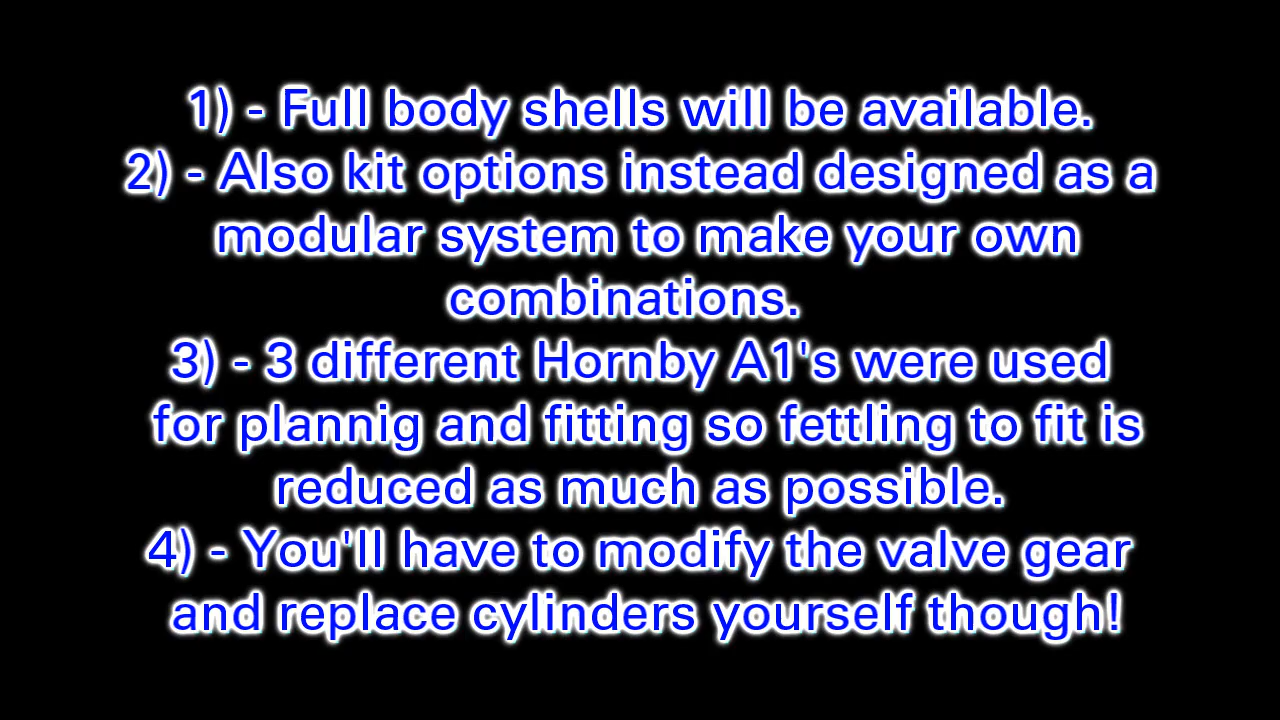 1) - Full body shells will be available.
2) - Also kit options instead designed as a
modular system to make your own
combinations.
3) - 3 different Hornby A1's were used
for plannig and fitting so fettling to fit is
reduced as much as possible.
4) - You'll have to modify the valve gear
and replace cylinders yourself though!